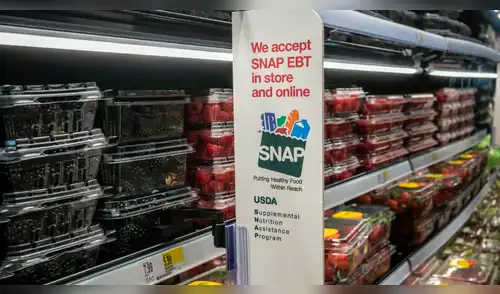 We accept
SNAP EBT
in store
and online
SNAP
Putting Healthy Food
Within Reach
USDA
Supplemental
Nutrition
Assistance
Program